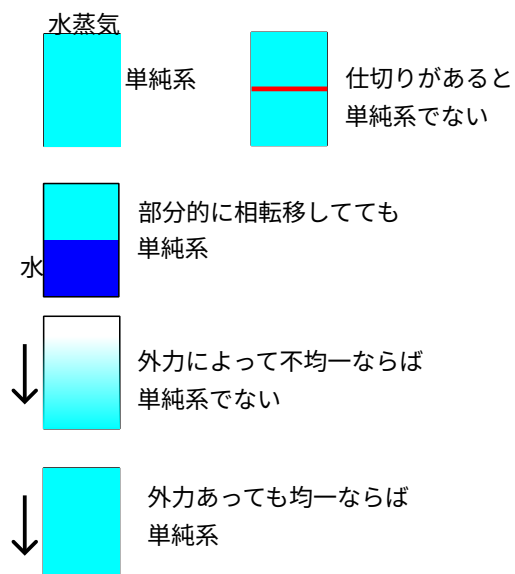 水蒸気
単純系
仕切りがあると
単純系でない
部分的に相転移してても
単純系
水
外力によって不均一ならば
単純系でない
外力あっても均一ならば
単純系